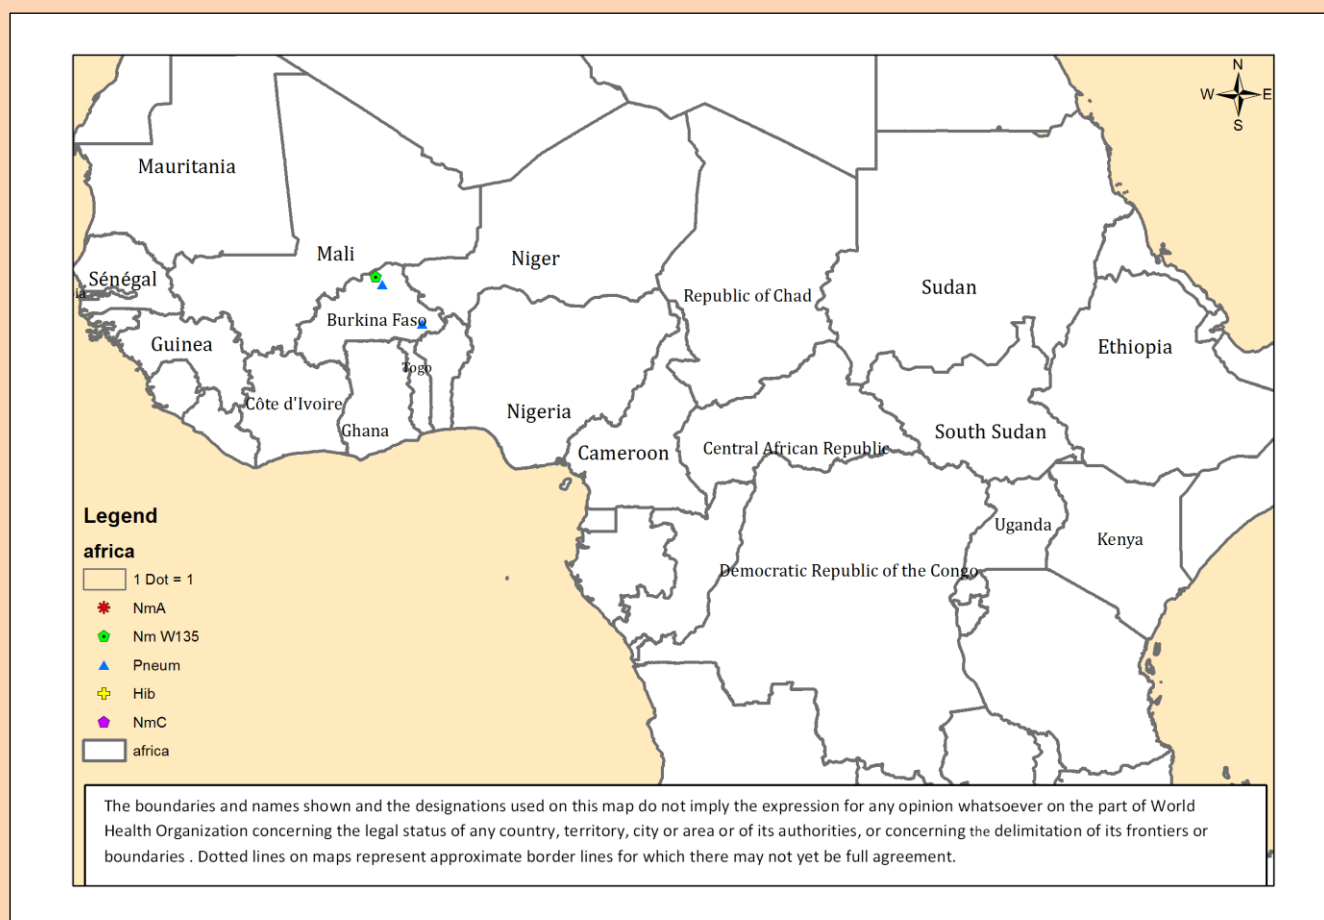 N
W E
S
Mauritania
Mali
Niger
Sénégal
ia
Republic of Chad
Sudan
Burkina Faso
Guinea
Ethiopia
Togo
Côte d'Ivoire
Nigeria
Ghana
South Sudan
Cameroon
Central African Republic
Uganda
Kenya
Democratic Republic of the Congo
Legend
africa
1 Dot = 1
NmA
Nm W135
Pneum
Hib
NmC
africa
The boundaries and names shown and the designations used on this map do not imply the expression for any opinion whatsoever on the part of World
Health Organization concerning the legal status of any country, territory, city or area or of its authorities, or concerning the delimitation of its frontiers or
boundaries . Dotted lines on maps represent approximate border lines for which there may not yet be full agreement.